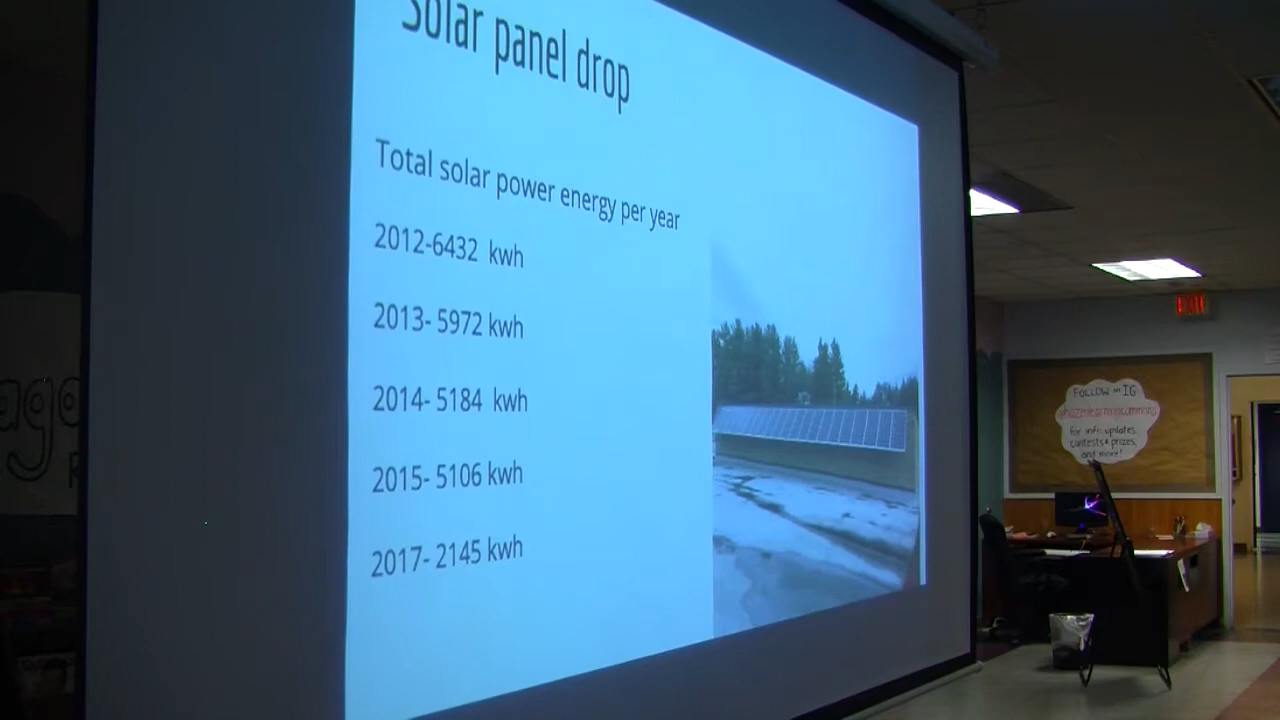 Solar panel drop
Total solar power energy per year
2012-6432 kwh
2013- 5972 kwh
2014- 5184 kwh
2015- 5106 kwh
2017- 2145 kwh
EXIT
FOLLOW on IG
for info, updates,
contests & prizes,
and more!